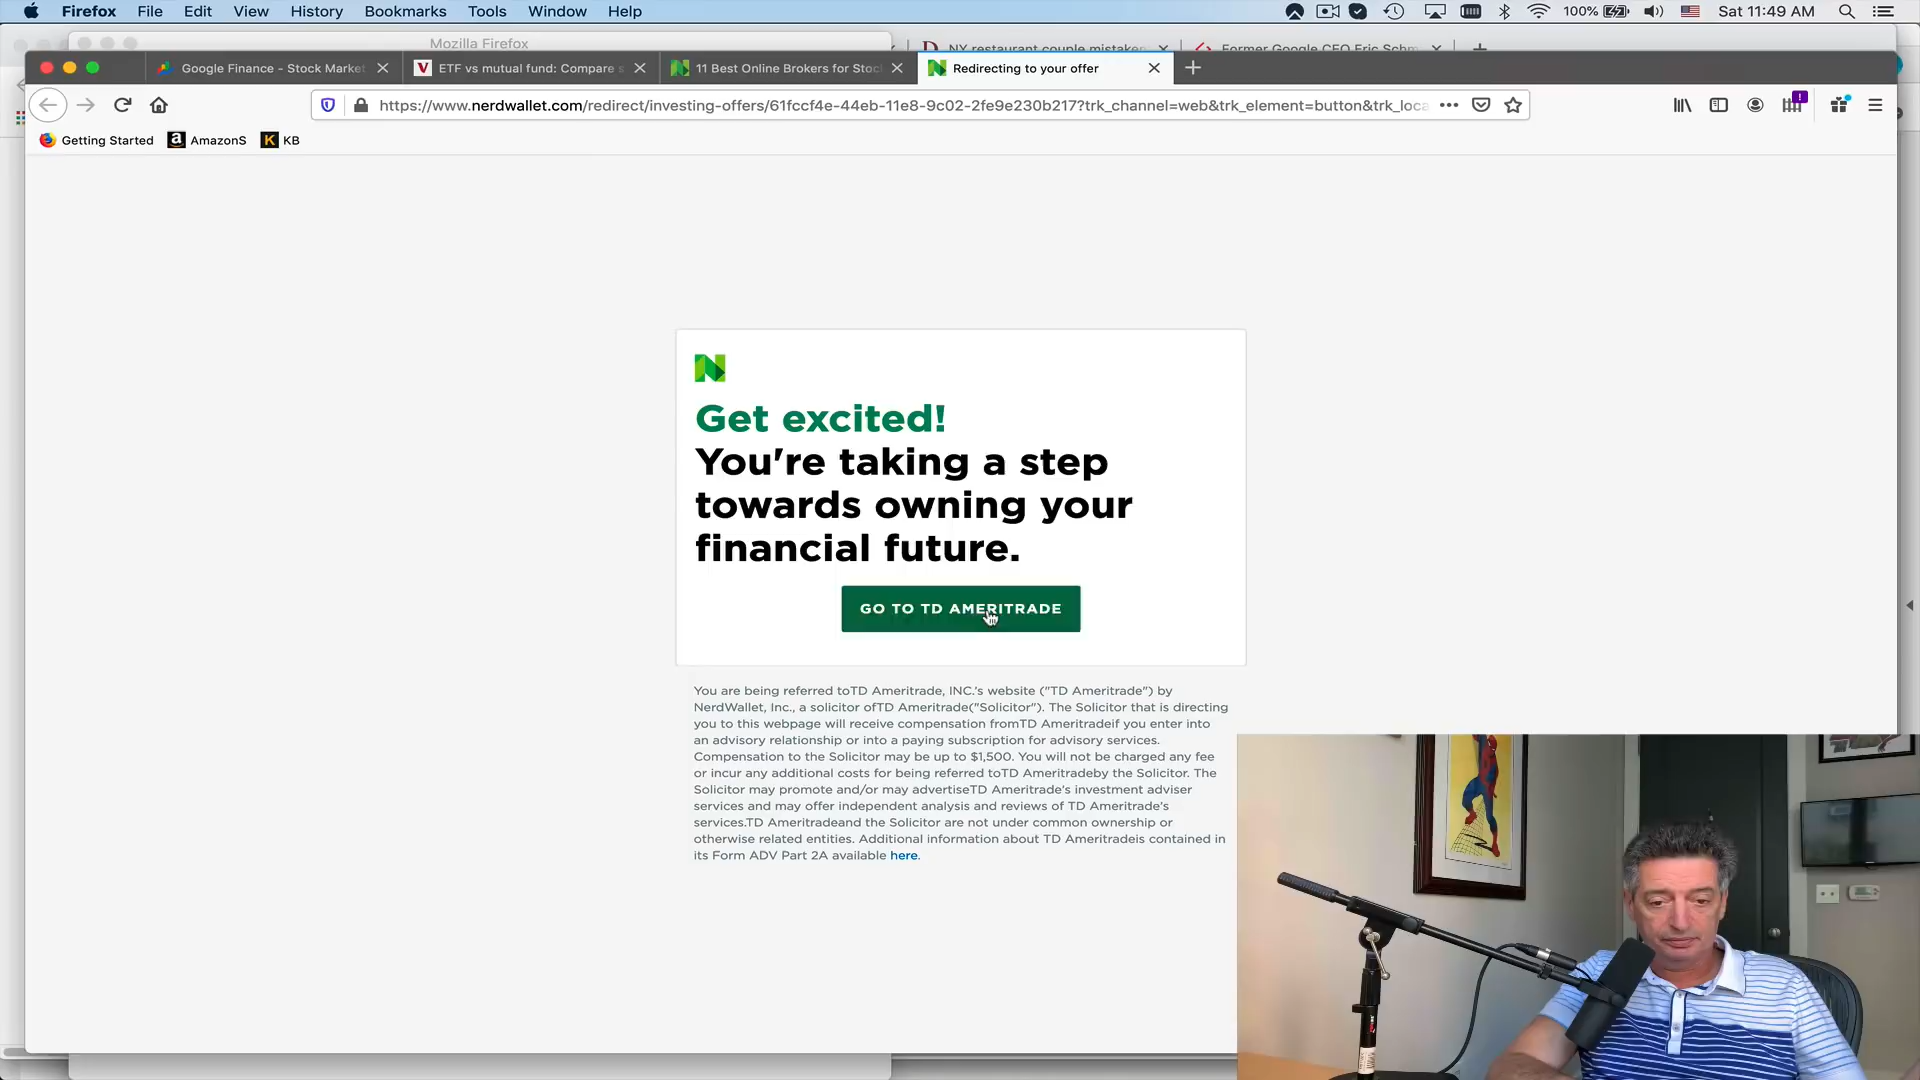 Firefox File Edit View History Bookmarks Tools Window Help 100% Sat 11:49 AM
Mozilla Firefox
Google Finance - Stock Market
ETF vs mutual fund: Compare s
11 Best Online Brokers for Stoc
Redirecting to your offer
https://www.nerdwallet.com/redirect/investing-offers/61fccf4e-44eb-11e8-9c02-2fe9e230b217?trk_channel=web&trk_element=button&trk_loca
Getting Started AmazonS KB
Get excited!
You're taking a step
towards owning your
financial future.
GO TO TD AMERITRADE
You are being referred toTD Ameritrade, INC.'s website ("TD Ameritrade") by
NerdWallet, Inc., a solicitor ofTD Ameritrade("Solicitor"). The Solicitor that is directing
you to this webpage will receive compensation fromTD Ameritradeif you enter into
an advisory relationship or into a paying subscription for advisory services.
Compensation to the Solicitor may be up to $1,500. You will not be charged any fee
or incur any additional costs for being referred toTD Ameritradeby the Solicitor. The
Solicitor may promote and/or may advertiseTD Ameritrade's investment adviser
services and may offer independent analysis and reviews of TD Ameritrade's
services.TD Ameritradeand the Solicitor are not under common ownership or
otherwise related entities. Additional information about TD Ameritradeis contained in
its Form ADV Part 2A available here.